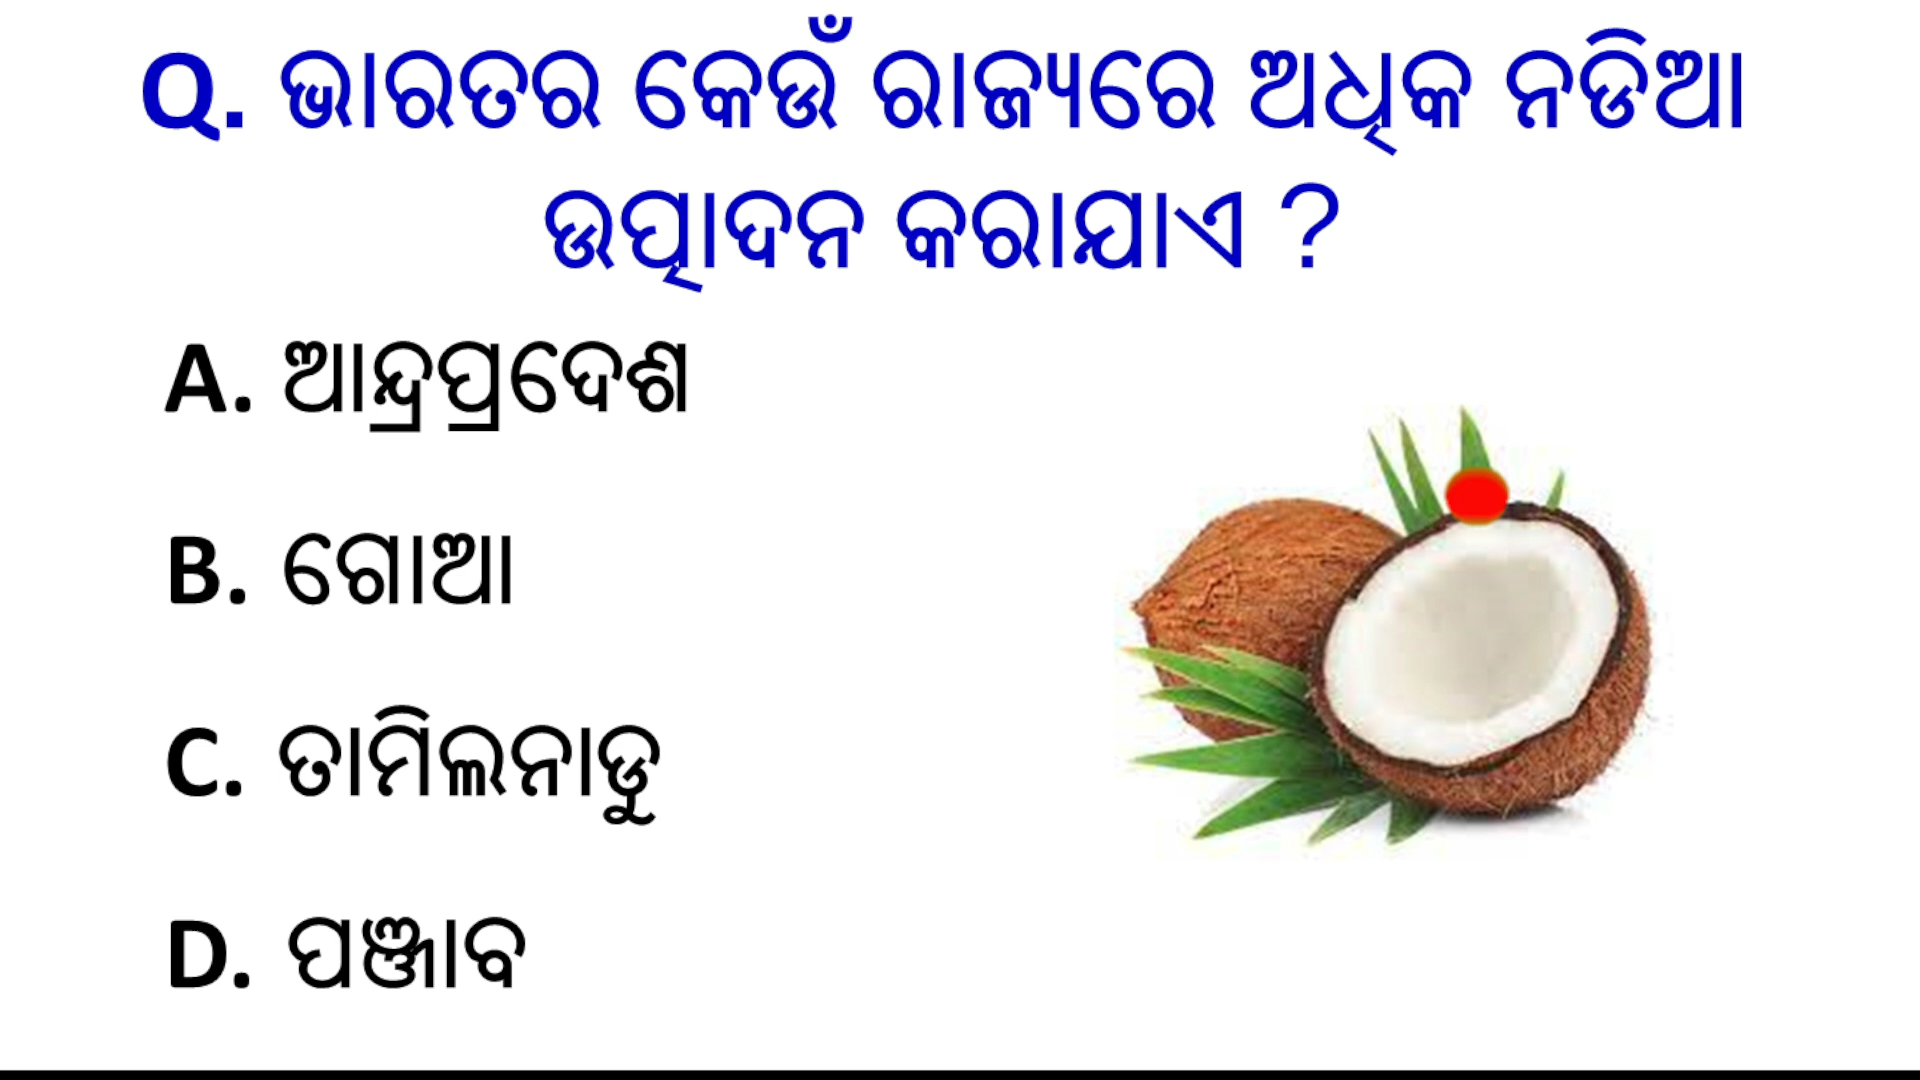 Q. ଭାରତର କେଉଁ ରାଜ୍ୟରେ ଅଧିକ ନଡିଆ
ଉତ୍ପାଦନ କରାଯାଏ ?
A. ଆନ୍ଦ୍ରପ୍ରଦେଶ
B. ଗୋଆ
C. ତାମିଲନାଡୁ
D. ପଞ୍ଜାବ